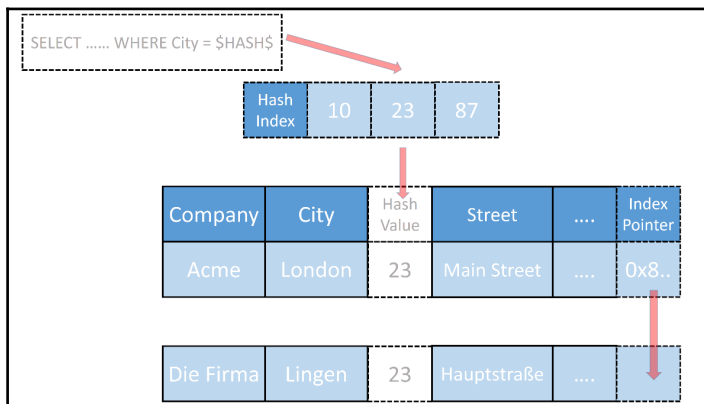 SELECT …… WHERE City = $HASH$
Hash Index 10 23 87
Company City Hash Value Street …. Index Pointer
Acme London 23 Main Street …. 0x8..
Die Firma Lingen 23 Hauptstraße ….